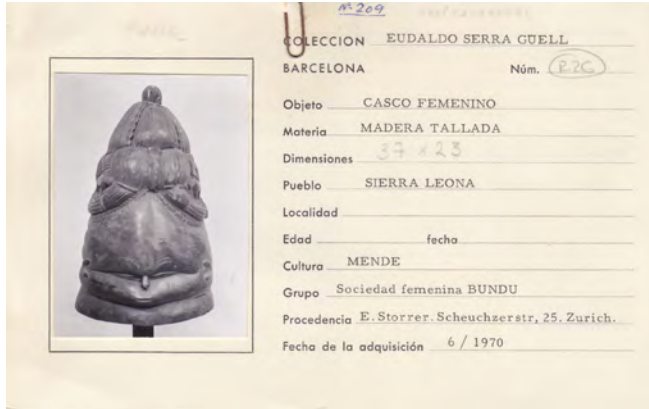 Nº 209
COLECCION EUDALDO SERRA GÜELL
BARCELONA Núm.
Objeto CASCO FEMENINO
Materia MADERA TALLADA
Dimensiones 37 x 23
Pueblo SIERRA LEONA
Localidad
Edad fecha
Cultura MENDE
Grupo Sociedad femenina BUNDU
Procedencia E. Storrer. Scheuchzerstr, 25. Zurich.
Fecha de la adquisición 6 / 1970